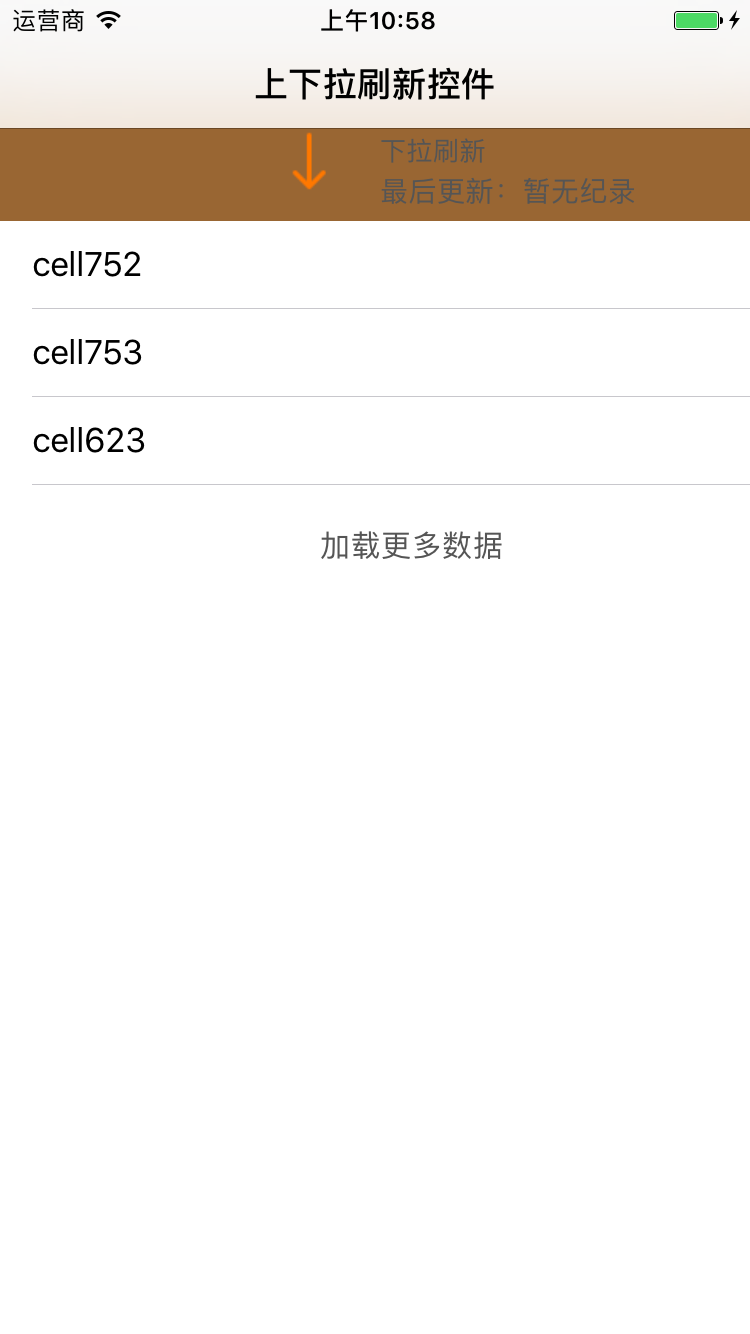 运营商 上午10:58
上下拉刷新控件
下拉刷新
最后更新：暂无纪录
cell752
cell753
cell623
加载更多数据